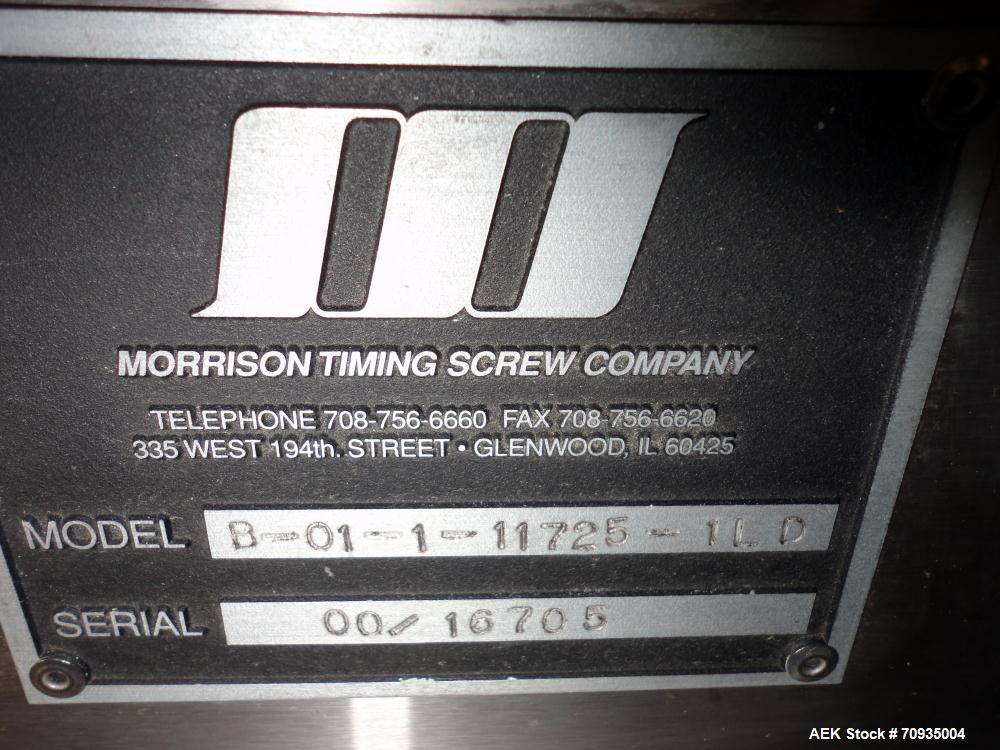 MORRISON TIMING SCREW COMPANY
TELEPHONE 708-756-6660 FAX 708-756-6620
335 WEST 194th. STREET • GLENWOOD, IL 60425
MODEL B-01-1-11725-1LD
SERIAL 00/16705
AEK Stock # 70935004